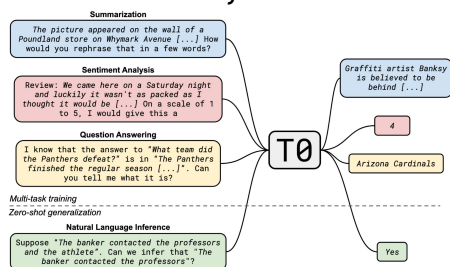 Summarization
The picture appeared on the wall of a
Poundland store on Whymark Avenue [...] How
would you rephrase that in a few words?
Sentiment Analysis
Review: We came here on a Saturday night
and luckily it wasn't as packed as I
thought it would be [...] On a scale of 1
to 5, I would give this a
Question Answering
I know that the answer to "What team did
the Panthers defeat?" is in "The Panthers
finished the regular season [...]". Can
you tell me what it is?
Multi-task training
Zero-shot generalization
Natural Language Inference
Suppose "The banker contacted the professors
and the athlete". Can we infer that "The
banker contacted the professors"?
T0
Graffiti artist Banksy
is believed to be
behind [...]
4
Arizona Cardinals
Yes